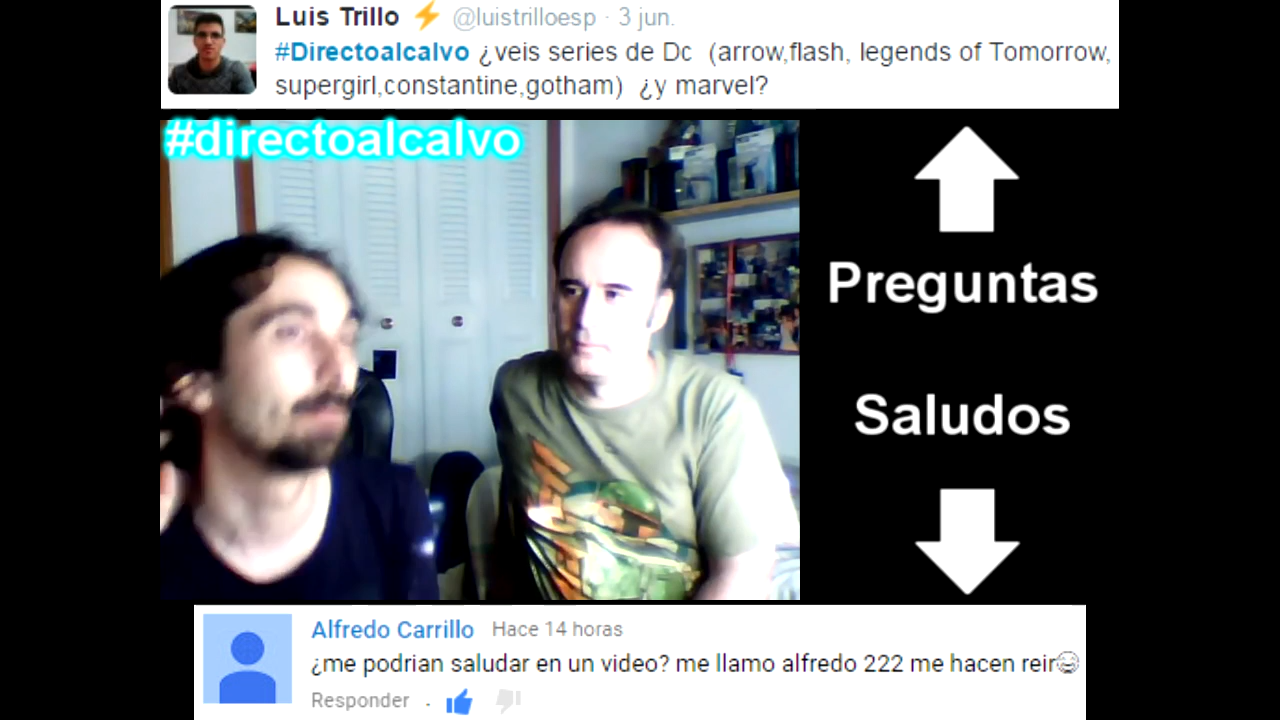 Luis Trillo ⚡ @luistrilloesp · 3 jun.
#Directoalcalvo ¿veis series de Dc (arrow,flash, legends of Tomorrow,
supergirl,constantine,gotham) ¿y marvel?
#directoalcalvo
Preguntas
Saludos
Alfredo Carrillo Hace 14 horas
¿me podrian saludar en un video? me llamo alfredo 222 me hacen reir😂
Responder ·